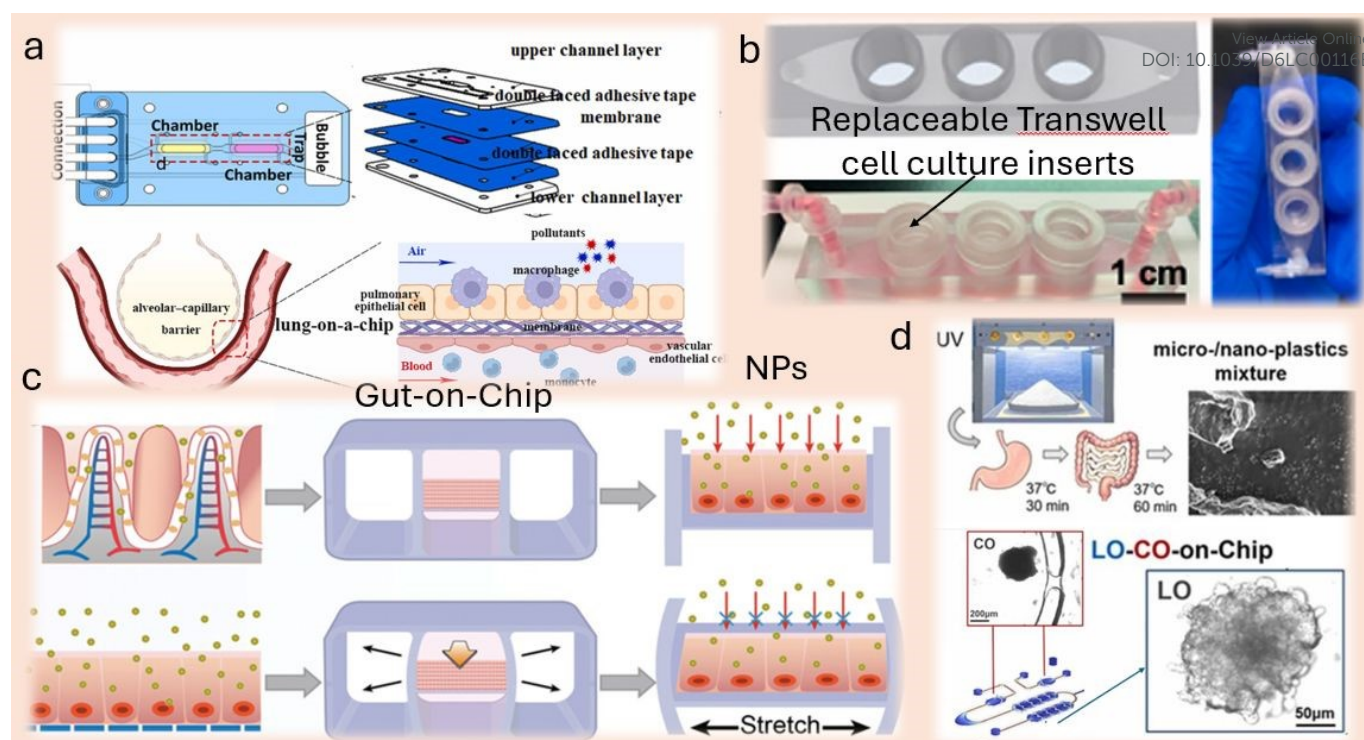 a
upper channel layer
double faced adhesive tape
membrane
double faced adhesive tape
lower channel layer
Connection
Chamber
d
Chamber
Bubble
Trap
alveolar–capillary
barrier
lung-on-a-chip
pollutants
Air
macrophage
pulmonary
epithelial cell
membrane
vascular
endothelial ce
Blood
monocyte
b
View Article Online
DOI: 10.1039/D6LC00116E
Replaceable Transwell
cell culture inserts
1 cm
c
Gut-on-Chip
NPs
Stretch
d
UV
micro-/nano-plastics
mixture
37°C
30 min
37°C
60 min
CO
200μm
LO-CO-on-Chip
LO
50μm